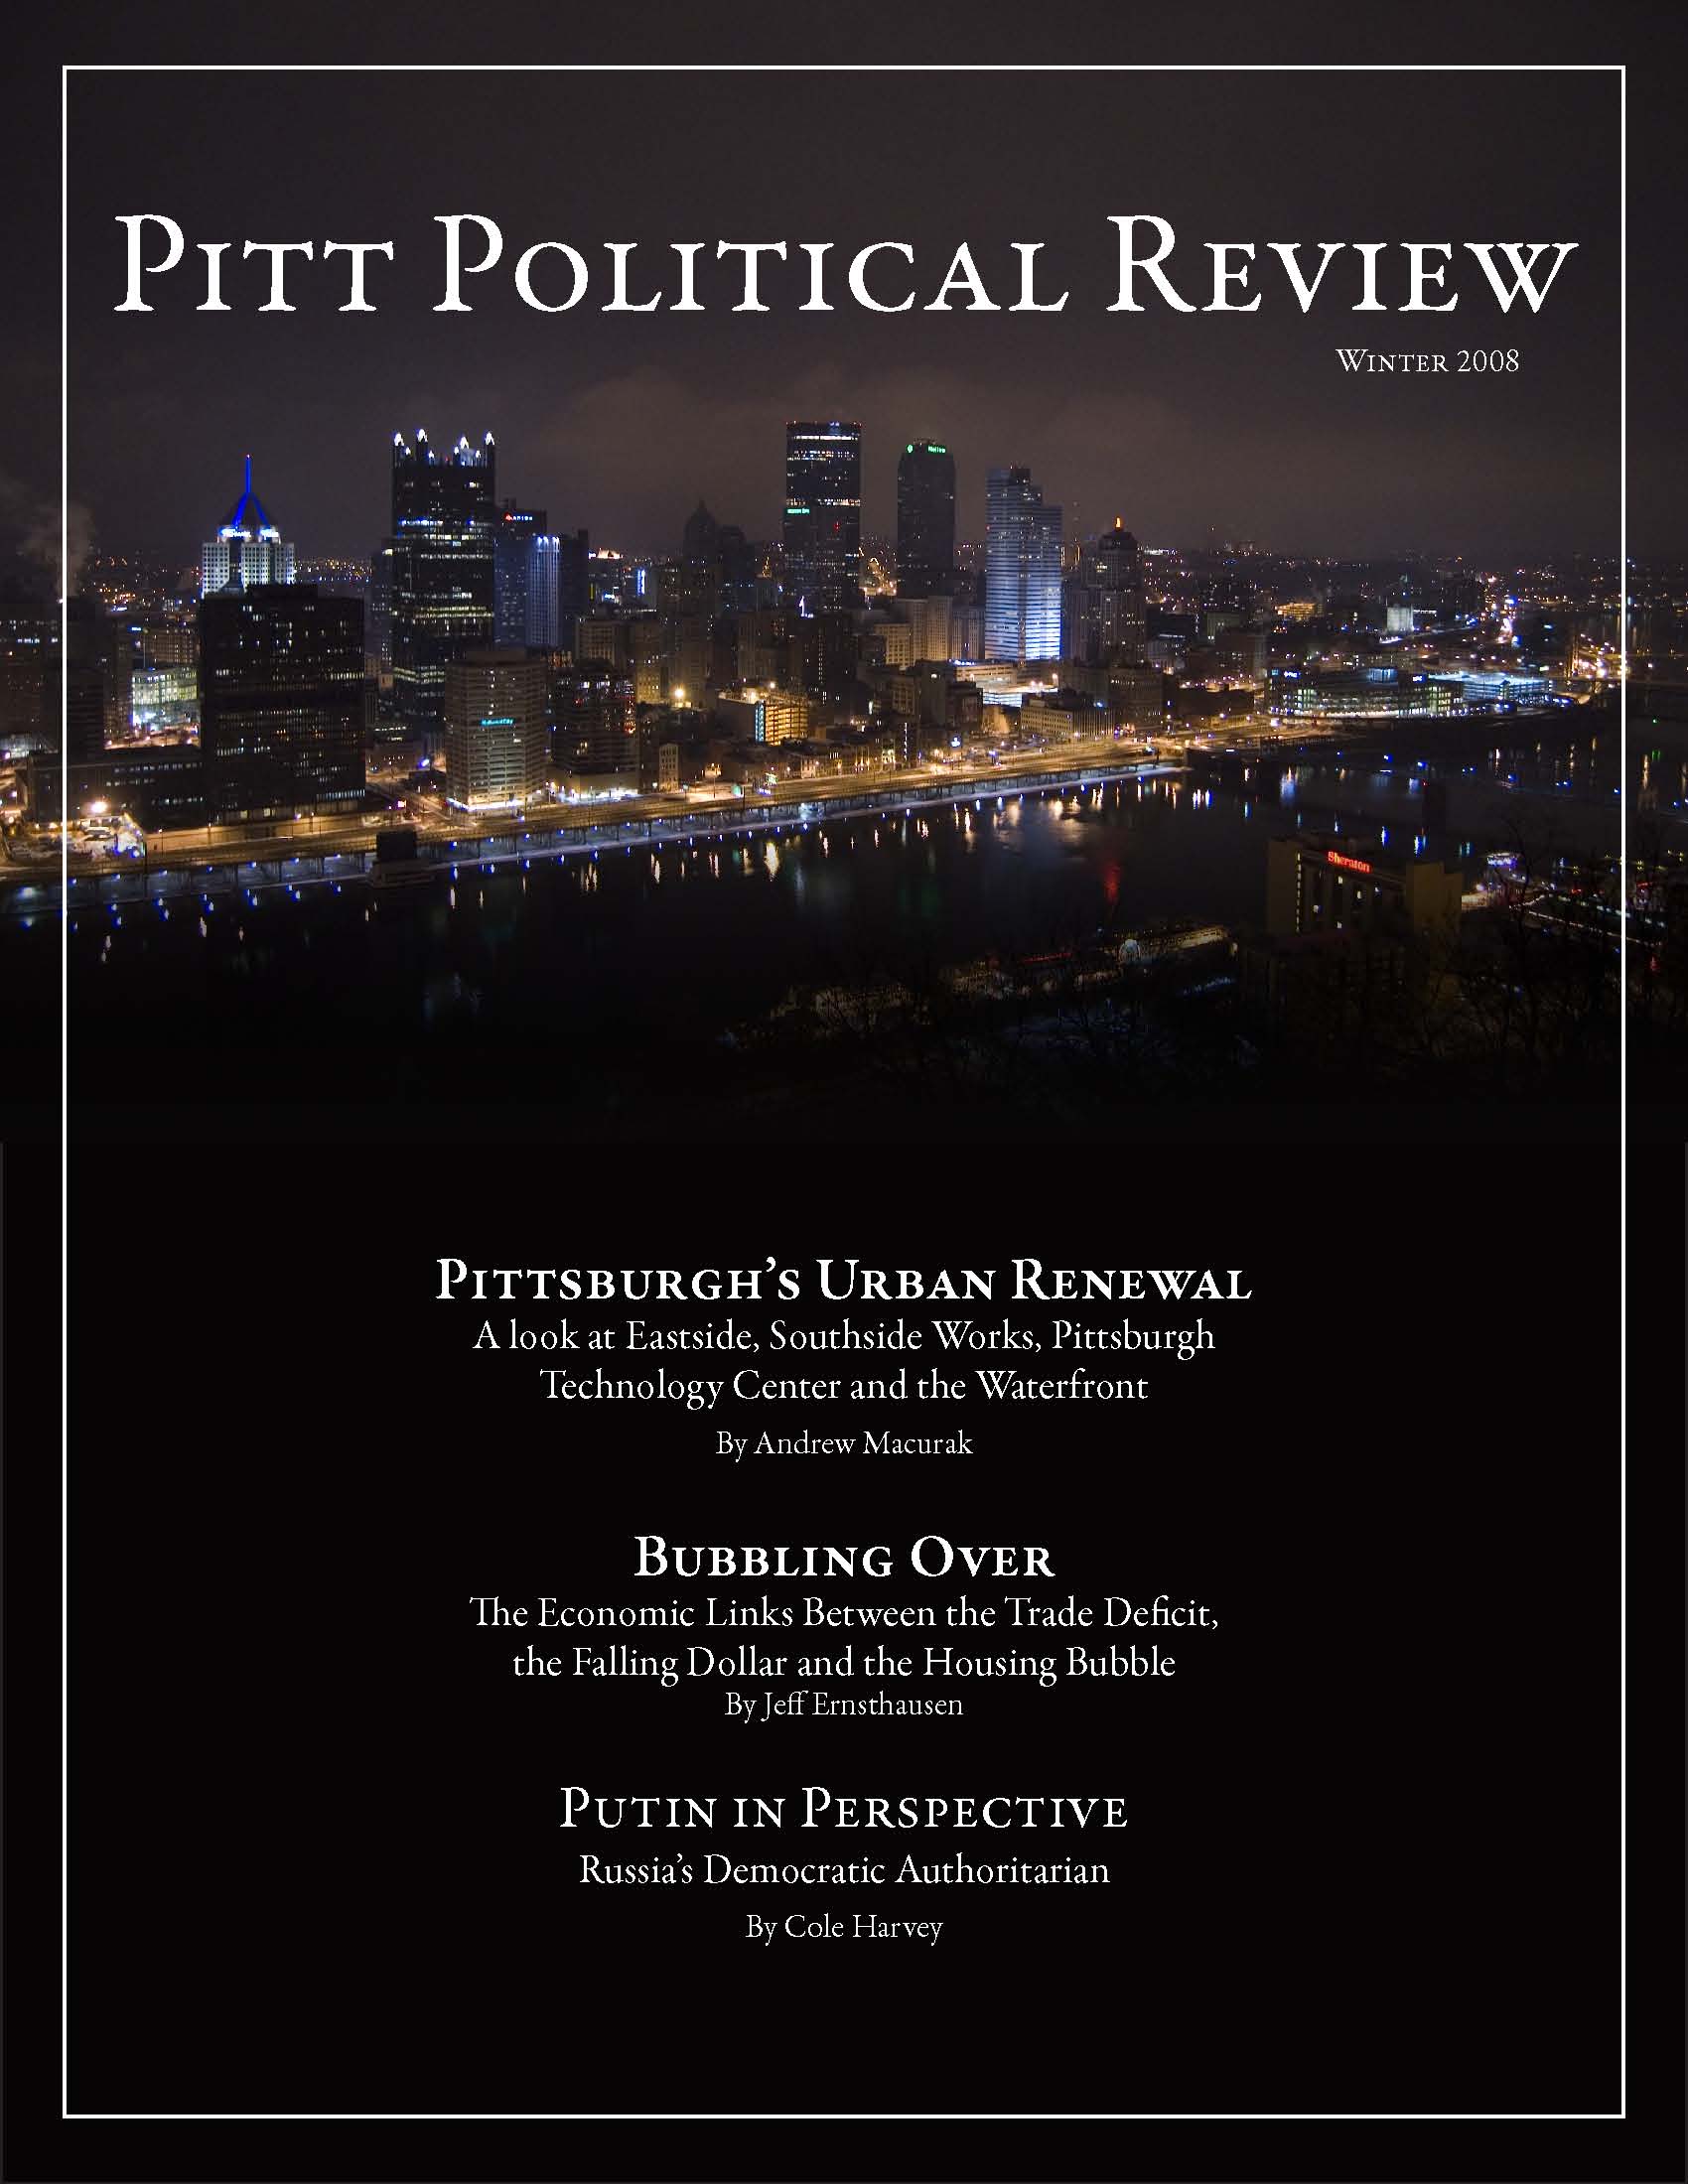 Pitt Political Review
Winter 2008
Sheraton
Pittsburgh's Urban Renewal
A look at Eastside, Southside Works, Pittsburgh
Technology Center and the Waterfront
By Andrew Macurak
Bubbling Over
The Economic Links Between the Trade Deficit,
the Falling Dollar and the Housing Bubble
By Jeff Ernsthausen
Putin in Perspective
Russia's Democratic Authoritarian
By Cole Harvey